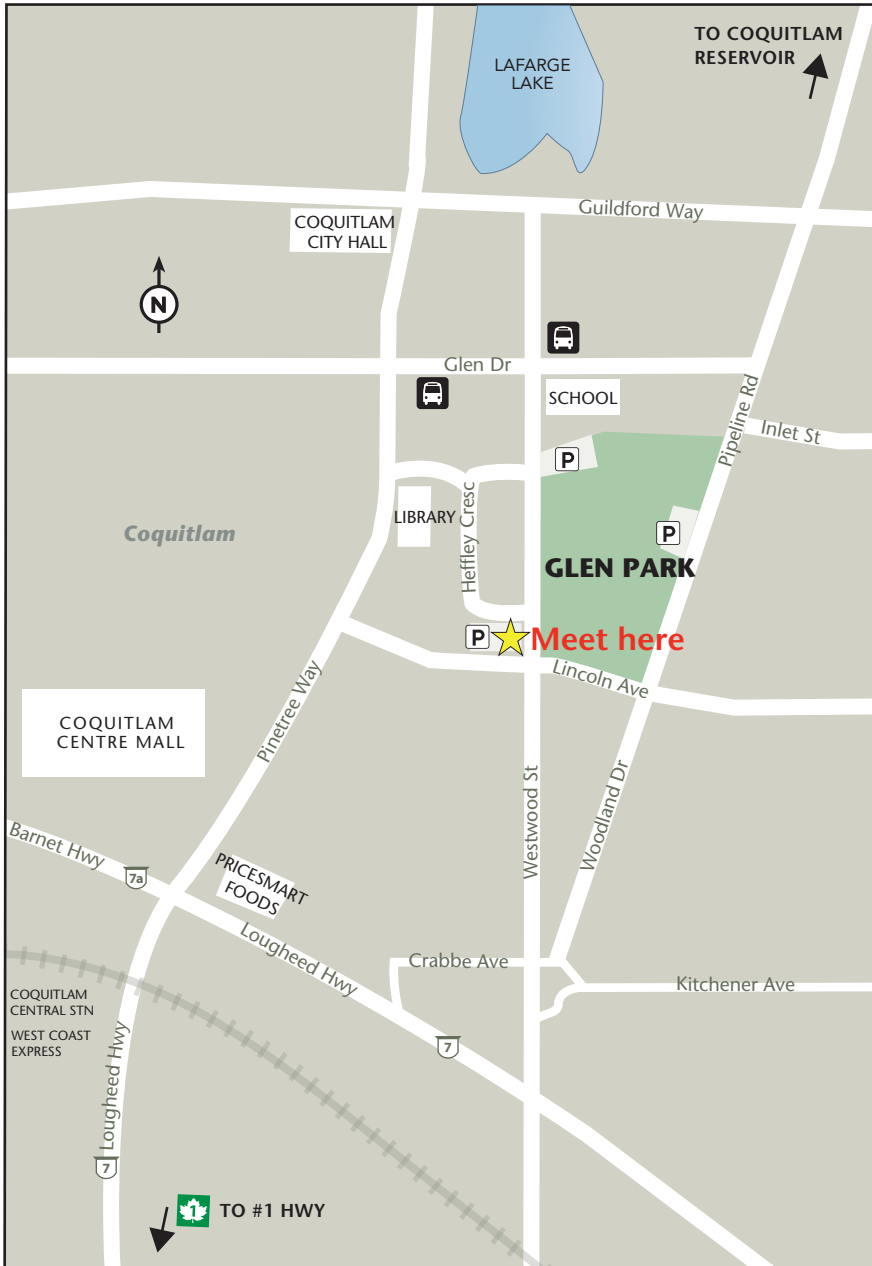 TO COQUITLAM
RESERVOIR
LAFARGE
LAKE
Guildford Way
COQUITLAM
CITY HALL
N
Glen Dr
SCHOOL
Pipeline Rd
Inlet St
P
LIBRARY
Heffley Cresc
Coquitlam
P
GLEN PARK
P
Meet here
Lincoln Ave
Pinetree Way
COQUITLAM
CENTRE MALL
Westwood St
Woodland Dr
Barnet Hwy
7a
PRICESMART
FOODS
Lougheed Hwy
Crabbe Ave
Kitchener Ave
COQUITLAM
CENTRAL STN
WEST COAST
EXPRESS
Lougheed Hwy
7
7
1
TO #1 HWY